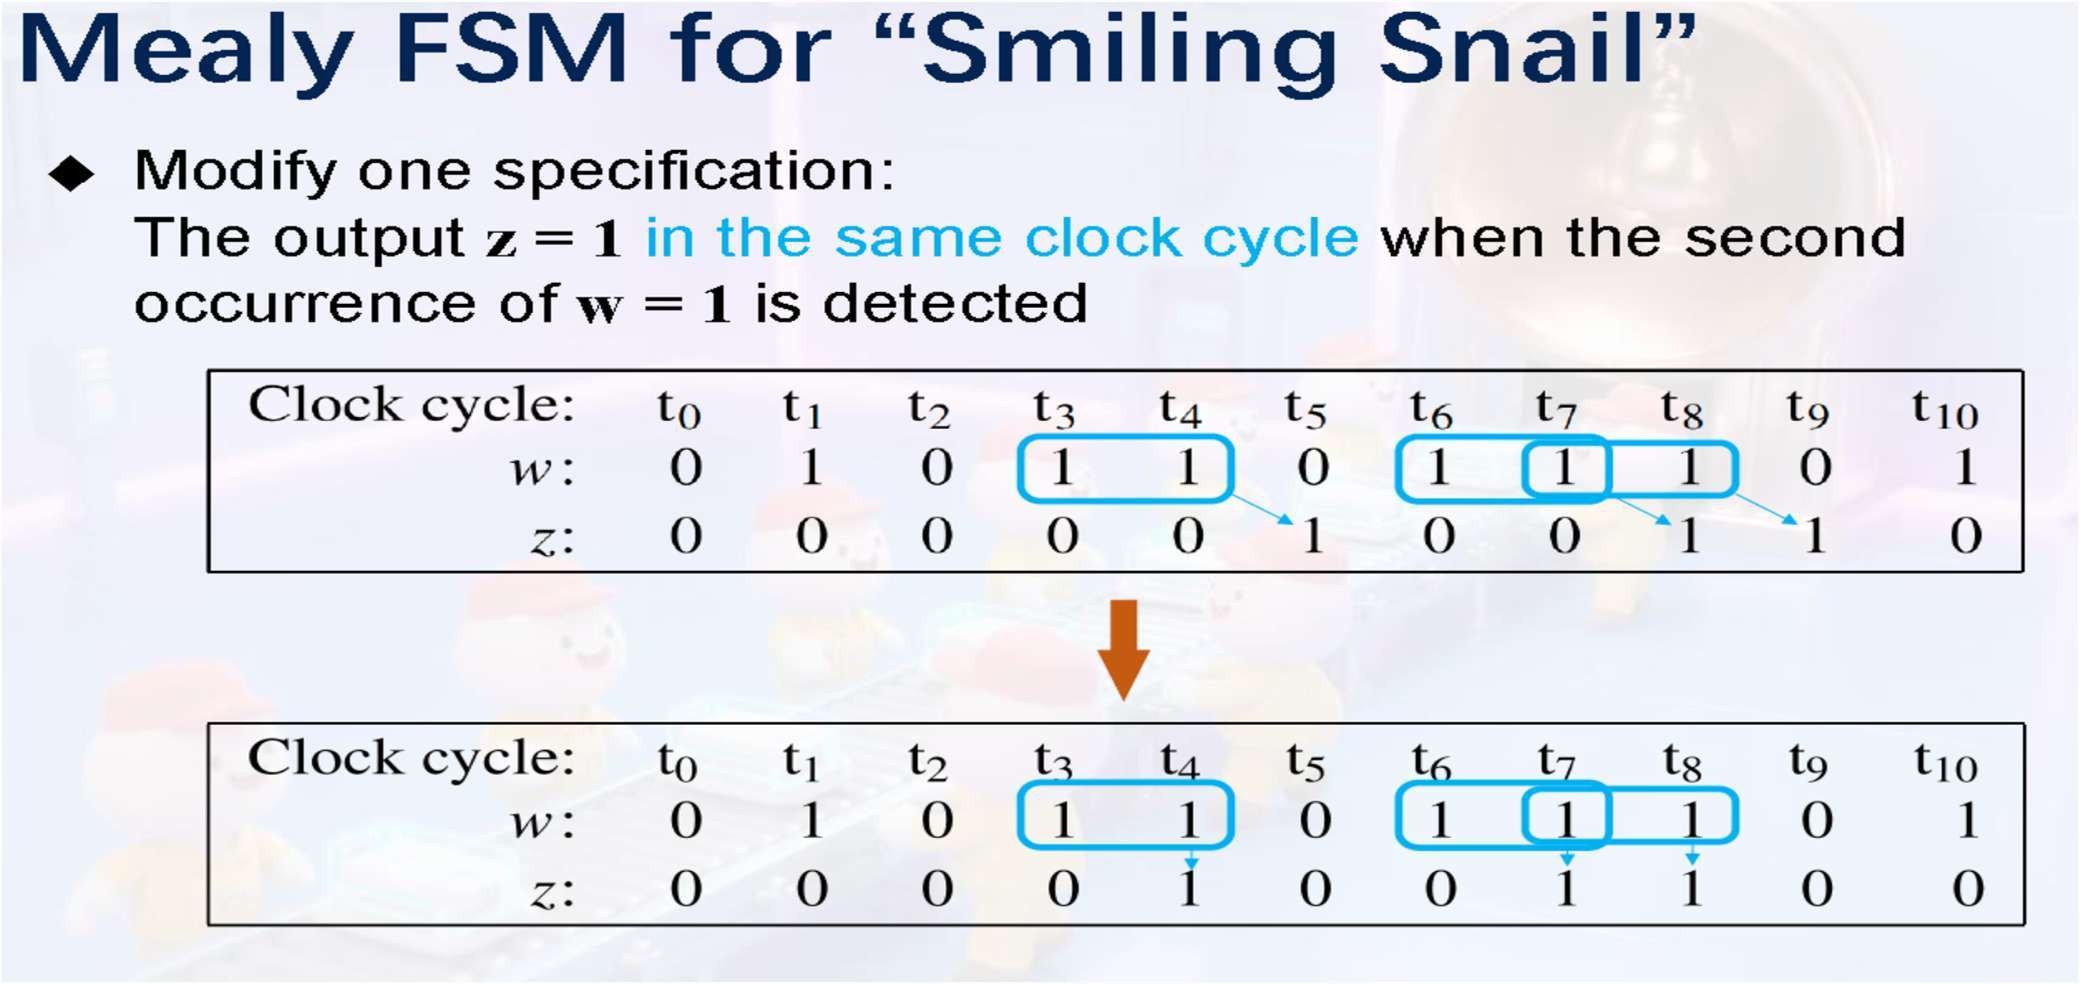 Mealy FSM for “Smiling Snail”
◆ Modify one specification:
The output z = 1 in the same clock cycle when the second
occurrence of w = 1 is detected
Clock cycle: t0 t1 t2 t3 t4 t5 t6 t7 t8 t9 t10
w: 0 1 0 1 1 0 1 1 1 0 1
z: 0 0 0 0 0 1 0 0 1 1 0
Clock cycle: t0 t1 t2 t3 t4 t5 t6 t7 t8 t9 t10
w: 0 1 0 1 1 0 1 1 1 0 1
z: 0 0 0 0 1 0 0 1 1 0 0